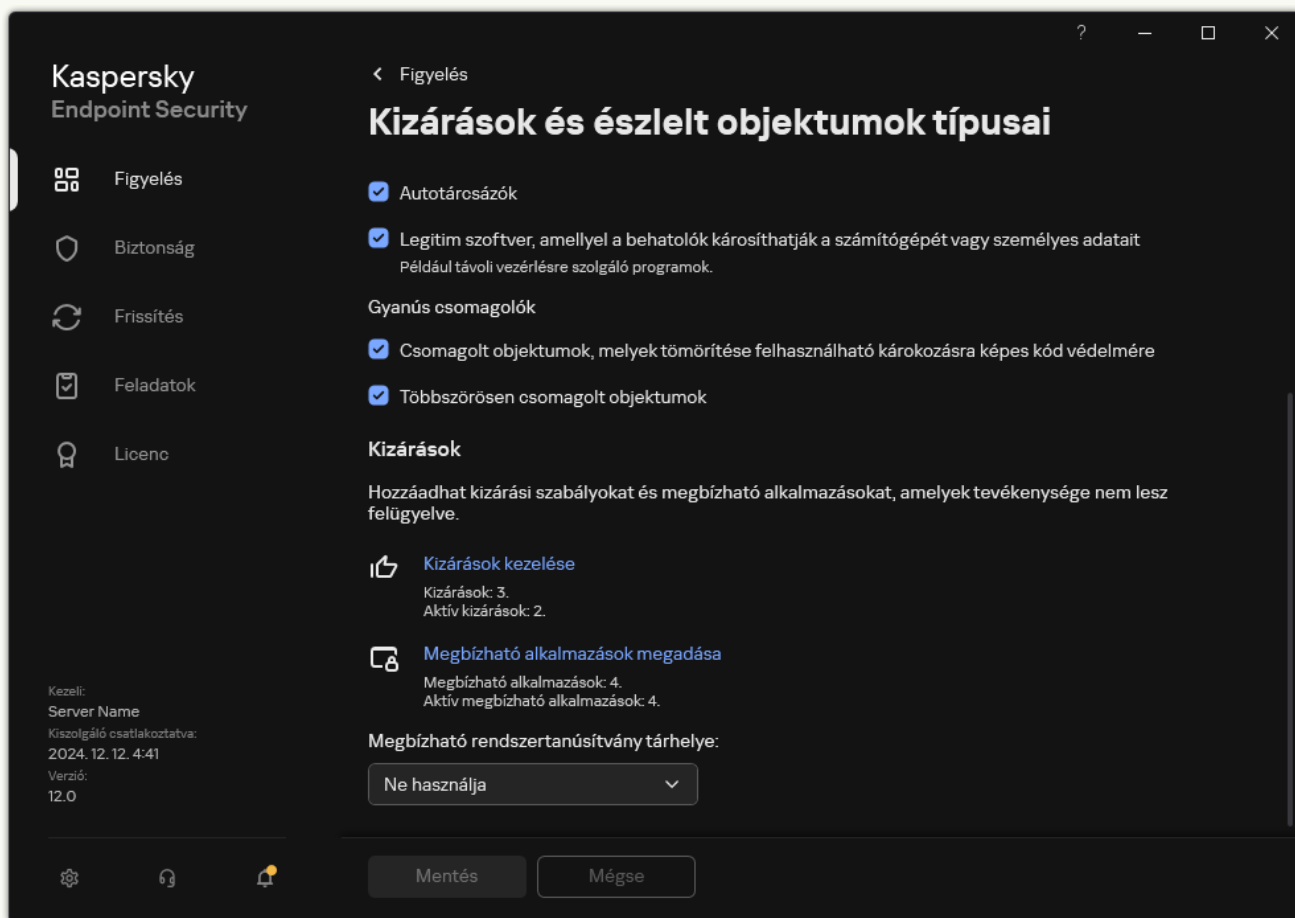 ?
Kaspersky
Endpoint Security
Figyelés
Biztonság
Frissítés
Feladatok
Licenc
Kezeli:
Server Name
Kiszolgáló csatlakoztatva:
2024. 12. 12. 4:41
Verzió:
12.0
Figyelés
Kizárások és észlelt objektumok típusai
Autotárcsázók
Legitim szoftver, amellyel a behatolók károsíthatják a számítógépét vagy személyes adatait
Például távoli vezérlésre szolgáló programok.
Gyanús csomagolók
Csomagolt objektumok, melyek tömörítése felhasználható károkozásra képes kód védelmére
Többszörösen csomagolt objektumok
Kizárások
Hozzáadhat kizárási szabályokat és megbízható alkalmazásokat, amelyek tevékenysége nem lesz
felügyelve.
Kizárások kezelése
Kizárások: 3.
Aktív kizárások: 2.
Megbízható alkalmazások megadása
Megbízható alkalmazások: 4.
Aktív megbízható alkalmazások: 4.
Megbízható rendszertanúsítvány tárhelye:
Ne használja
Mentés
Mégse